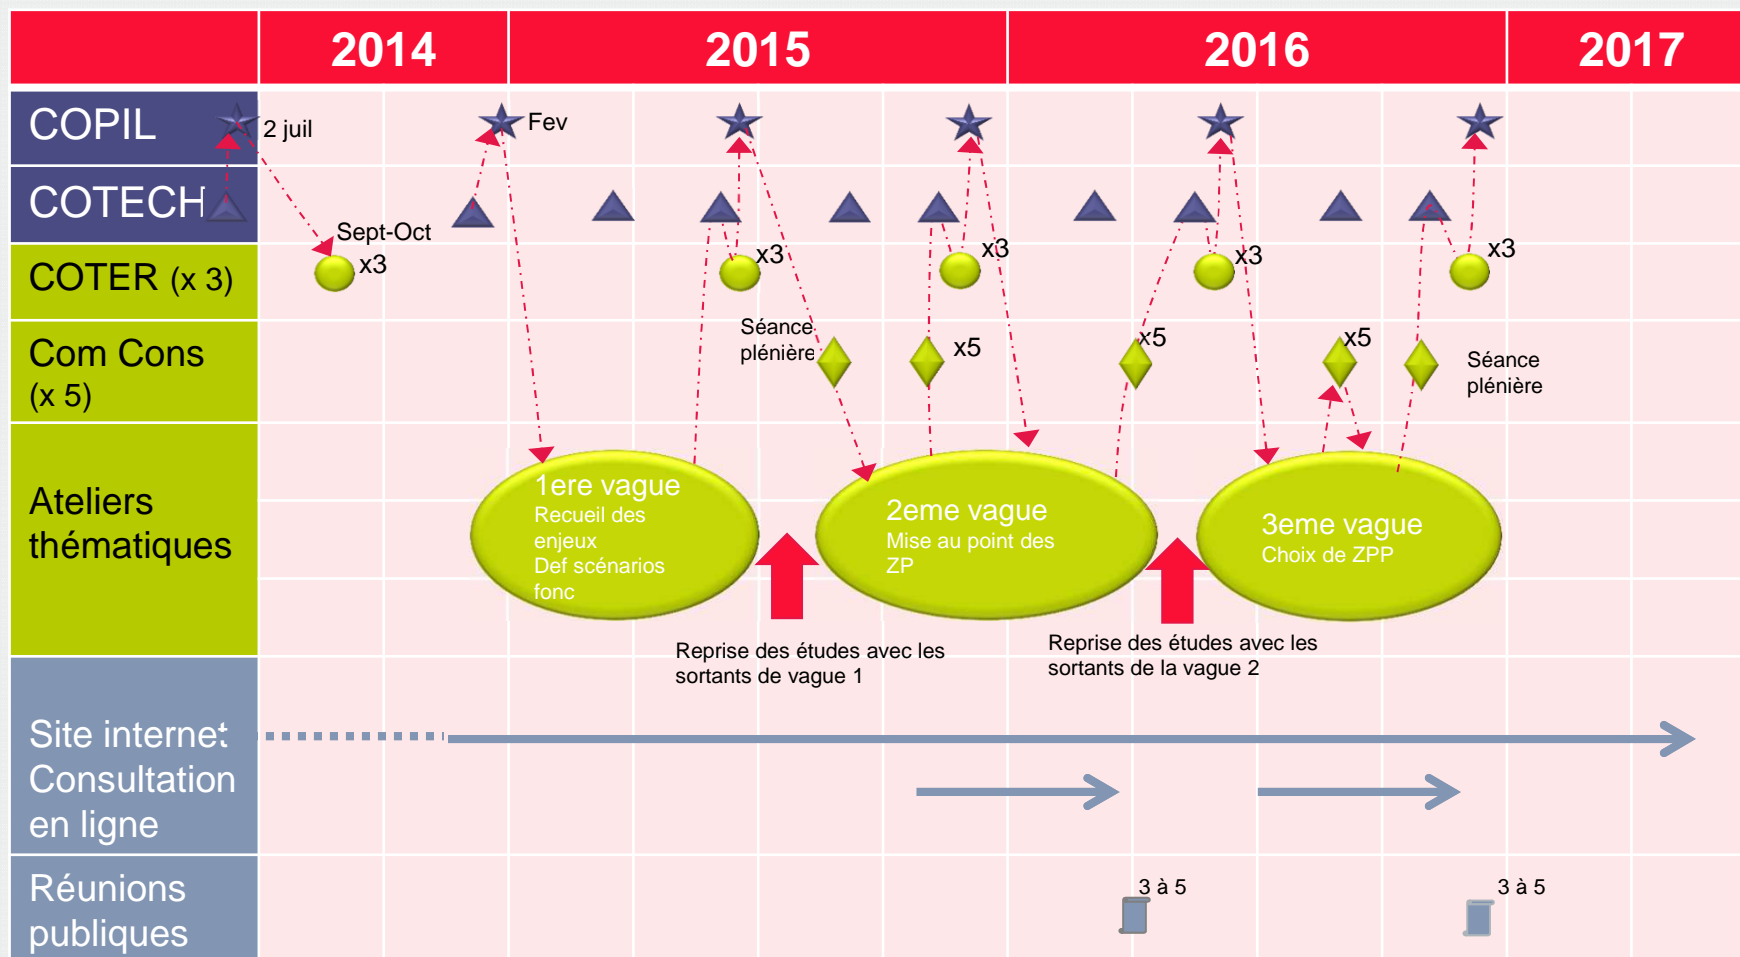 2014
2015
2016
2017
COPIL
2 juil
Fev
COTECH
Sept-Oct
COTER (x 3)
x3
x3
x3
x3
x3
Com Cons
(x 5)
Séance
plénière
x5
x5
x5
Séance
plénière
Ateliers
thématiques
1ere vague
Recueil des
enjeux
Def scénarios
fonc
2eme vague
Mise au point des
ZP
3eme vague
Choix de ZPP
Reprise des études avec les
sortants de vague 1
Reprise des études avec les
sortants de la vague 2
Site internet
Consultation
en ligne
Réunions
publiques
3 à 5
3 à 5